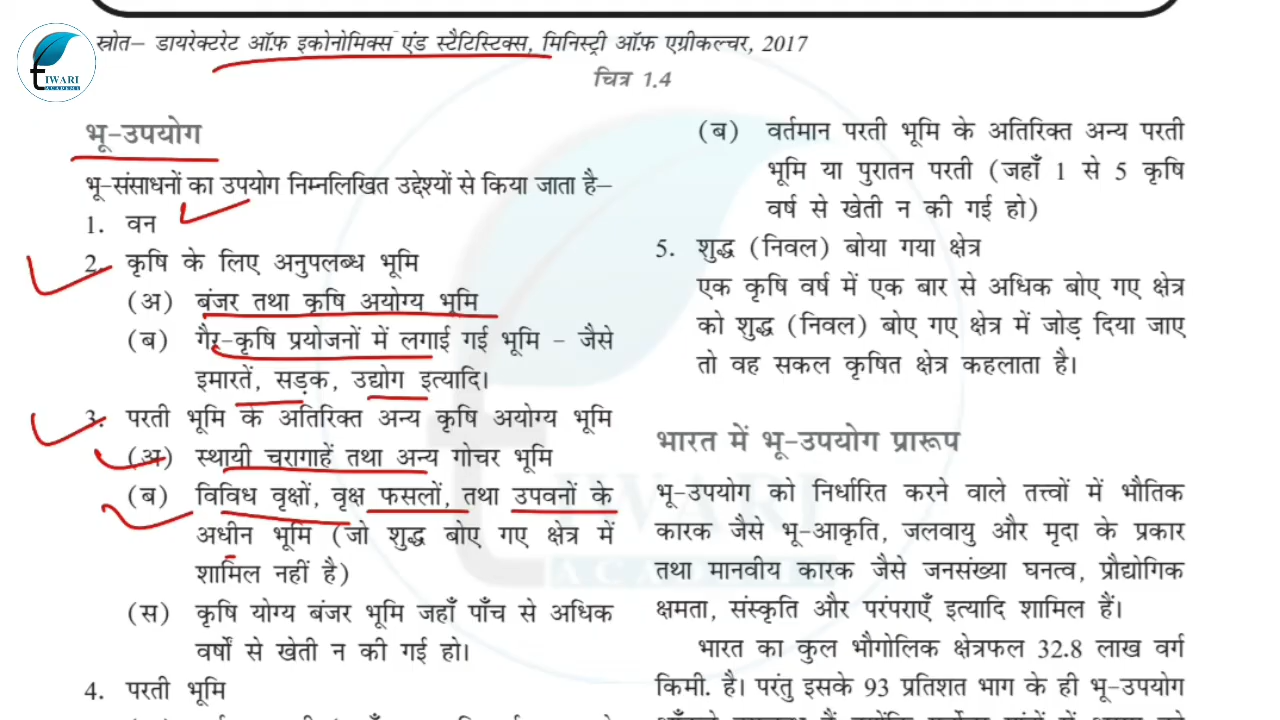 स्रोत– डायरेक्टरेट ऑफ़ इकोनोमिक्स एंड स्टैटिस्टिक्स, मिनिस्ट्री ऑफ़ एग्रीकल्चर, 2017
चित्र 1.4
TIWARI
ACADEMY
भू-उपयोग
भू-संसाधनों का उपयोग निम्नलिखित उद्देश्यों से किया जाता है–
1. वन
2. कृषि के लिए अनुपलब्ध भूमि
(अ) बंजर तथा कृषि अयोग्य भूमि
(ब) गैर-कृषि प्रयोजनों में लगाई गई भूमि – जैसे
इमारतें, सड़क, उद्योग इत्यादि।
3. परती भूमि के अतिरिक्त अन्य कृषि अयोग्य भूमि
(अ) स्थायी चरागाहें तथा अन्य गोचर भूमि
(ब) विविध वृक्षों, वृक्ष फसलों, तथा उपवनों के
अधीन भूमि (जो शुद्ध बोए गए क्षेत्र में
शामिल नहीं है)
(स) कृषि योग्य बंजर भूमि जहाँ पाँच से अधिक
वर्षों से खेती न की गई हो।
4. परती भूमि
(ब) वर्तमान परती भूमि के अतिरिक्त अन्य परती
भूमि या पुरातन परती (जहाँ 1 से 5 कृषि
वर्ष से खेती न की गई हो)
5. शुद्ध (निवल) बोया गया क्षेत्र
एक कृषि वर्ष में एक बार से अधिक बोए गए क्षेत्र
को शुद्ध (निवल) बोए गए क्षेत्र में जोड़ दिया जाए
तो वह सकल कृषित क्षेत्र कहलाता है।
भारत में भू-उपयोग प्रारूप
भू-उपयोग को निर्धारित करने वाले तत्त्वों में भौतिक
कारक जैसे भू-आकृति, जलवायु और मृदा के प्रकार
तथा मानवीय कारक जैसे जनसंख्या घनत्व, प्रौद्योगिक
क्षमता, संस्कृति और परंपराएँ इत्यादि शामिल हैं।
भारत का कुल भौगोलिक क्षेत्रफल 32.8 लाख वर्ग
किमी. है। परंतु इसके 93 प्रतिशत भाग के ही भू-उपयोग